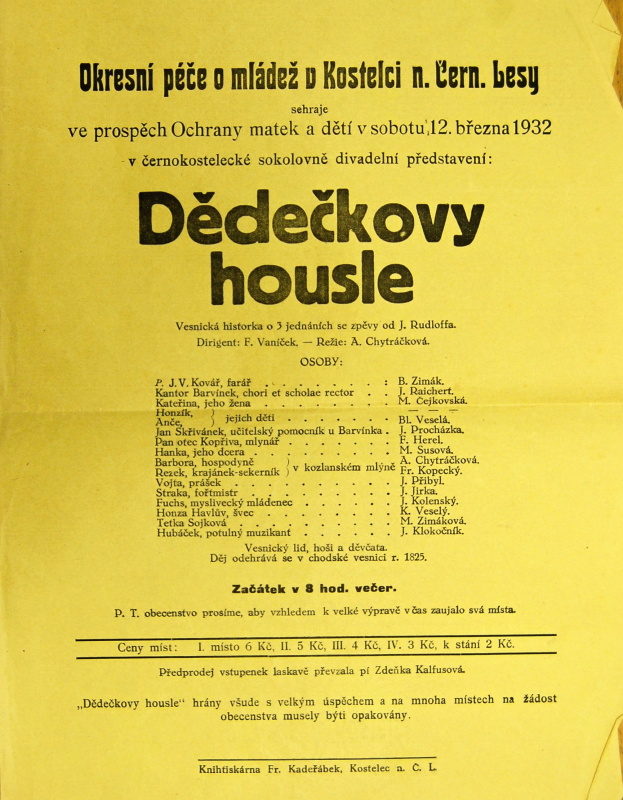 Okresní péče o mládež v Kostelci n. Čern. Lesy
sehraje
ve prospěch Ochrany matek a dětí v sobotu 12. března 1932
v černokostelecké sokolovně divadelní představení:
Dědečkovy
housle
Vesnická historka o 3 jednáních se zpěvy od J. Rudloffa.
Dirigent: F. Vaníček. — Režie: A. Chytráčková.
OSOBY:
P. J. V. Kovář, farář . . . . . . . : B. Zimák.
Kantor Barvínek, chori et scholae rector . . J. Raichert.
Kateřina, jeho žena . . . . . . . . M. Čejkovská.
Honzík, } — — —
Anče, } jejich děti . . . . . . . Bl. Veselá.
Jan Skřivánek, učitelský pomocník u Barvínka . J. Procházka.
Pan otec Kopřiva, mlynář . . . . . . F. Herel.
Hanka, jeho dcera . . . . . . . . M. Susová.
Barbora, hospodyně } v kozlanském mlýně A. Chytráčková.
Rezek, krajánek-sekerník } Fr. Kopecký.
Vojta, prášek . . . . . . . . . J. Přibyl.
Straka, fořtmistr . . . . . . . . J. Jirka.
Fuchs, myslivecký mládenec . . . . . J. Kolenský.
Honza Havlův, švec . . . . . . . . K. Veselý.
Tetka Sojková . . . . . . . . . M. Zimáková.
Hubáček, potulný muzikant . . . . . . J. Klokočník.
Vesnický lid, hoši a děvčata.
Děj odehrává se v chodské vesnici r. 1825.
Začátek v 8 hod. večer.
P. T. obecenstvo prosíme, aby vzhledem k velké výpravě včas zaujalo svá místa.
Ceny míst: I. místo 6 Kč, II. 5 Kč, III. 4 Kč, IV. 3 Kč, k stání 2 Kč.
Předprodej vstupenek laskavě převzala pí Zdeňka Kalfusová.
„Dědečkovy housle“ hrány všude s velkým úspěchem a na mnoha místech na žádost
obecenstva musely býti opakovány.
Knihtiskárna Fr. Kadeřábek, Kostelec n. Č. L.